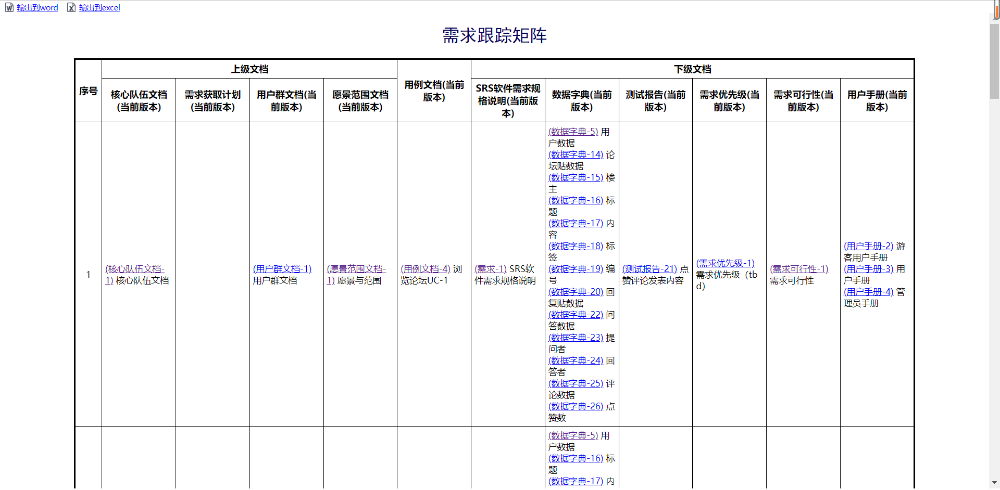 输出到word 输出到excel
需求跟踪矩阵
序号
上级文档
用例文档(当前
版本)
下级文档
核心队伍文档
(当前版本)
需求获取计划
(当前版本)
用户群文档(当
前版本)
愿景范围文档
(当前版本)
SRS软件需求规
格说明(当前版
本)
数据字典(当前
版本)
测试报告(当前
版本)
需求优先级(当
前版本)
需求可行性(当
前版本)
用户手册(当前
版本)
1
(核心队伍文档-
1) 核心队伍文档
(用户群文档-1)
用户群文档
(愿景范围文档-
1) 愿景与范围
(用例文档-4) 浏
览论坛UC-1
(需求-1) SRS软
件需求规格说明
(数据字典-5) 用
户数据
(数据字典-14) 论
坛贴数据
(数据字典-15) 楼
主
(数据字典-16) 标
题
(数据字典-17) 内
容
(数据字典-18) 标
签
(数据字典-19) 编
号
(数据字典-20) 回
复贴数据
(数据字典-22) 问
答数据
(数据字典-23) 提
问者
(数据字典-24) 回
答者
(数据字典-25) 评
论数据
(数据字典-26) 点
赞数
(测试报告-21) 点
赞评论发表内容
(需求优先级-1)
需求优先级（tb
d）
(需求可行性-1)
需求可行性
(用户手册-2) 游
客用户手册
(用户手册-3) 用
户手册
(用户手册-4) 管
理员手册
(数据字典-5) 用
户数据
(数据字典-16) 标
题
(数据字典-17) 内